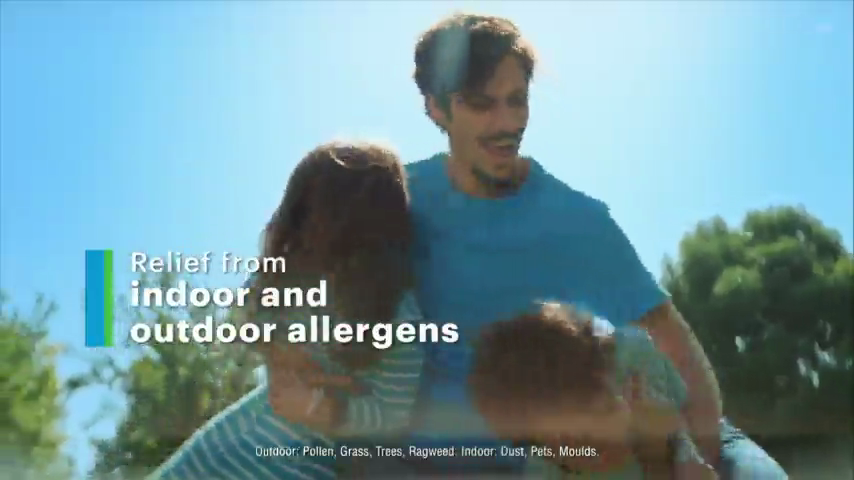 Relief from
indoor and
outdoor allergens
Outdoor: Pollen, Grass, Trees, Ragweed. Indoor: Dust, Pets, Moulds.